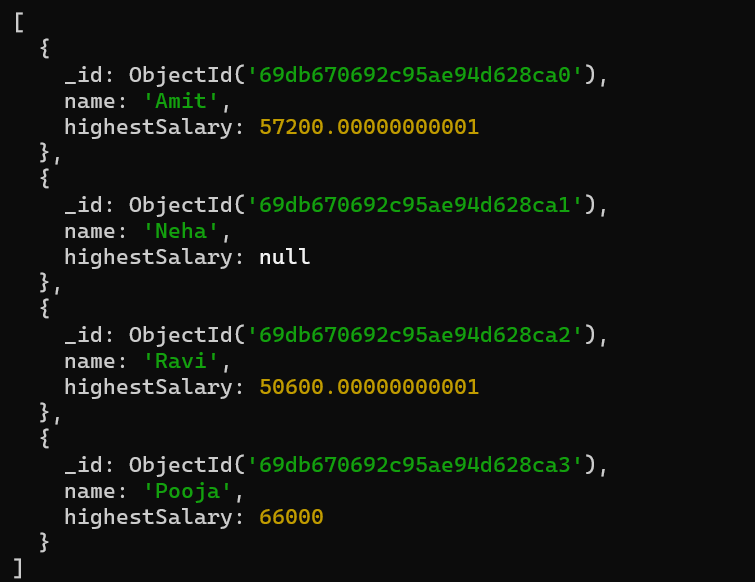 [
  {
    _id: ObjectId('69db670692c95ae94d628ca0'),
    name: 'Amit',
    highestSalary: 57200.00000000001
  },
  {
    _id: ObjectId('69db670692c95ae94d628ca1'),
    name: 'Neha',
    highestSalary: null
  },
  {
    _id: ObjectId('69db670692c95ae94d628ca2'),
    name: 'Ravi',
    highestSalary: 50600.00000000001
  },
  {
    _id: ObjectId('69db670692c95ae94d628ca3'),
    name: 'Pooja',
    highestSalary: 66000
  }
]